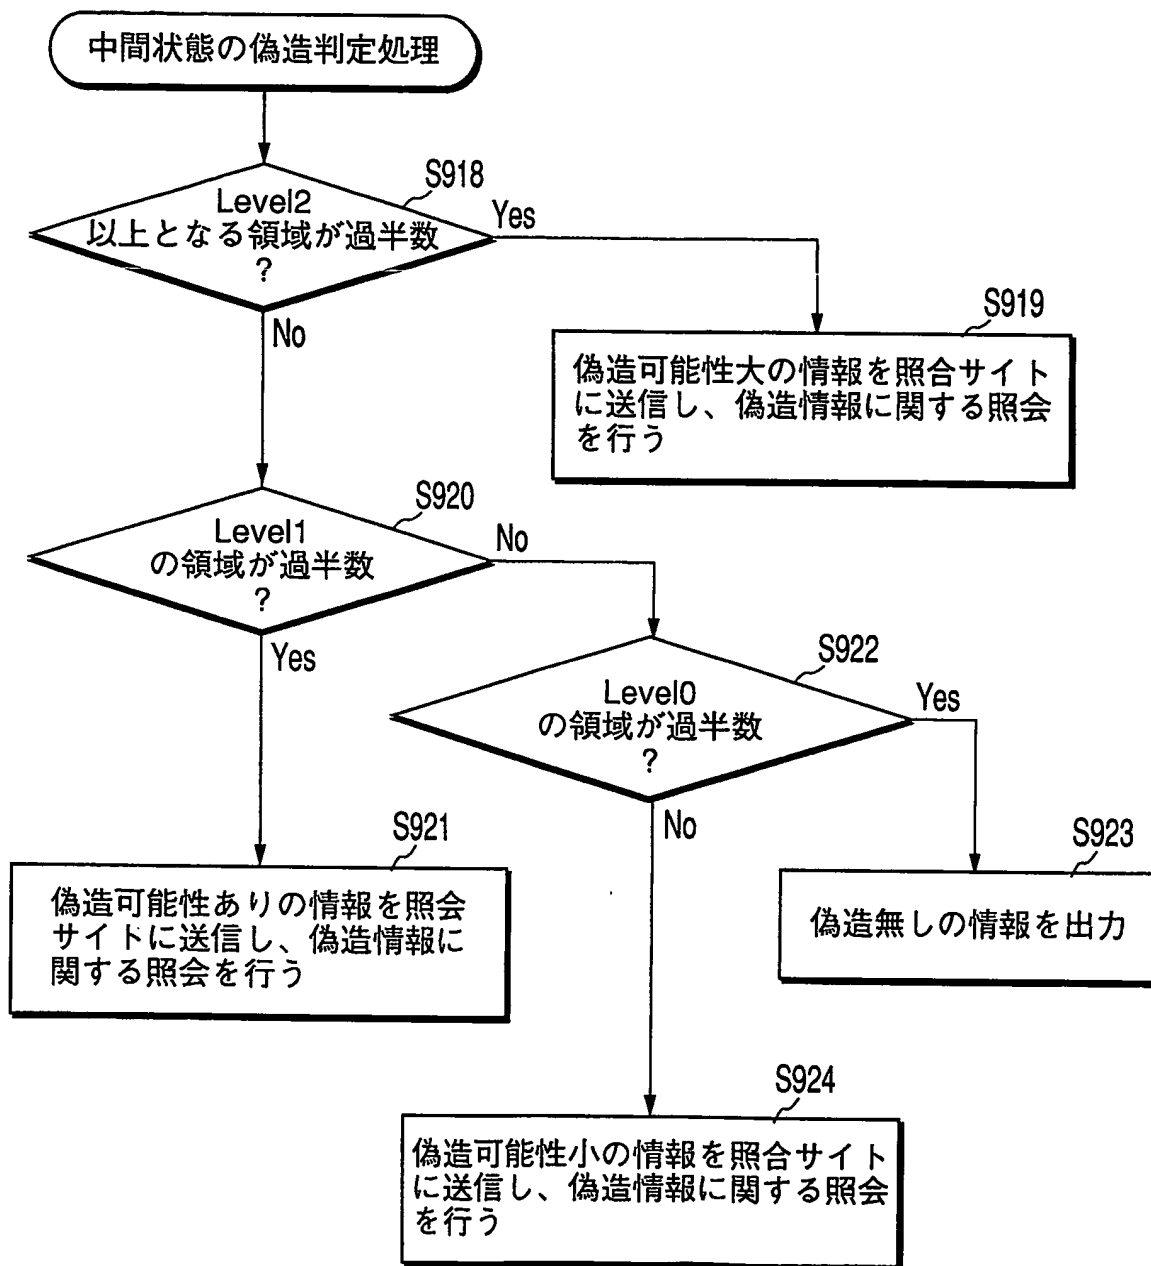 中間状態の偽造判定処理
S918
Level2
以上となる領域が過半数
?
Yes
No
S919
偽造可能性大の情報を照合サイト
に送信し、偽造情報に関する照会
を行う
S920
Level1
の領域が過半数
?
No
Yes
S922
Level0
の領域が過半数
?
Yes
No
S921
偽造可能性ありの情報を照会
サイトに送信し、偽造情報に
関する照会を行う
S923
偽造無しの情報を出力
S924
偽造可能性小の情報を照合サイト
に送信し、偽造情報に関する照会
を行う